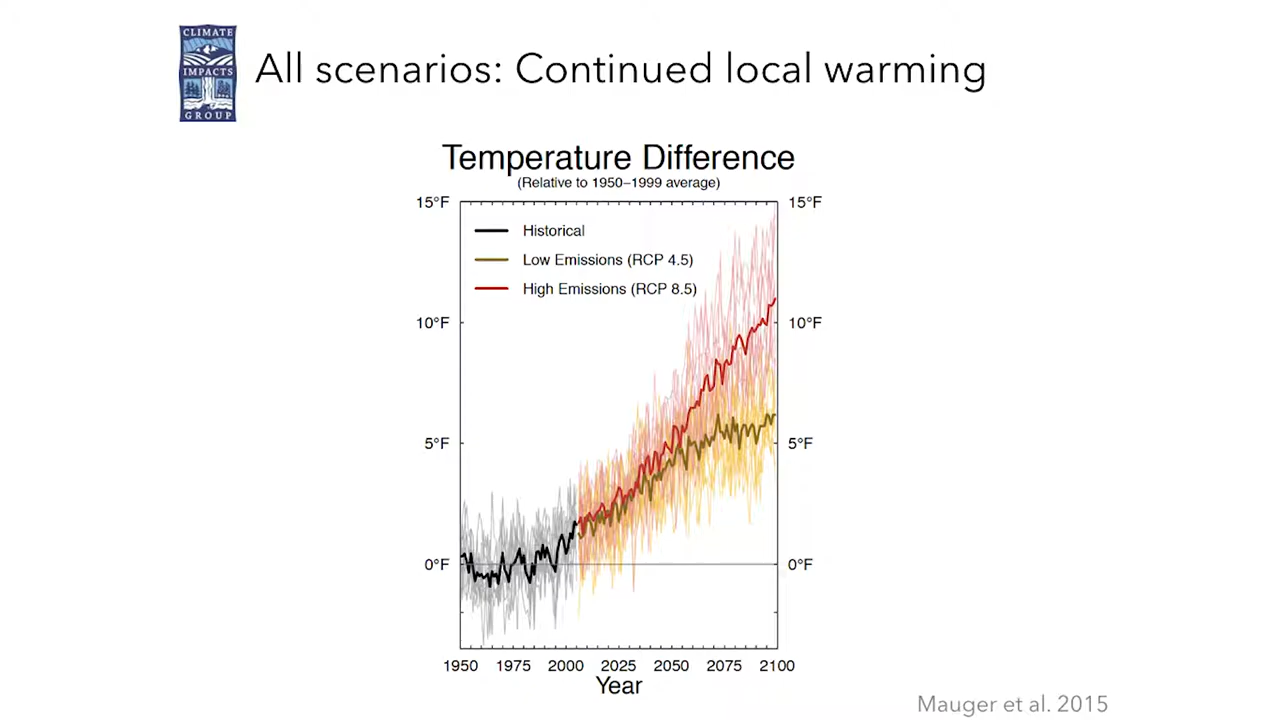 CLIMATE
IMPACTS
GROUP
All scenarios: Continued local warming
Temperature Difference
(Relative to 1950–1999 average)
15°F
15°F
Historical
Low Emissions (RCP 4.5)
High Emissions (RCP 8.5)
10°F
10°F
5°F
5°F
0°F
0°F
1950 1975 2000 2025 2050 2075 2100
Year
Mauger et al. 2015